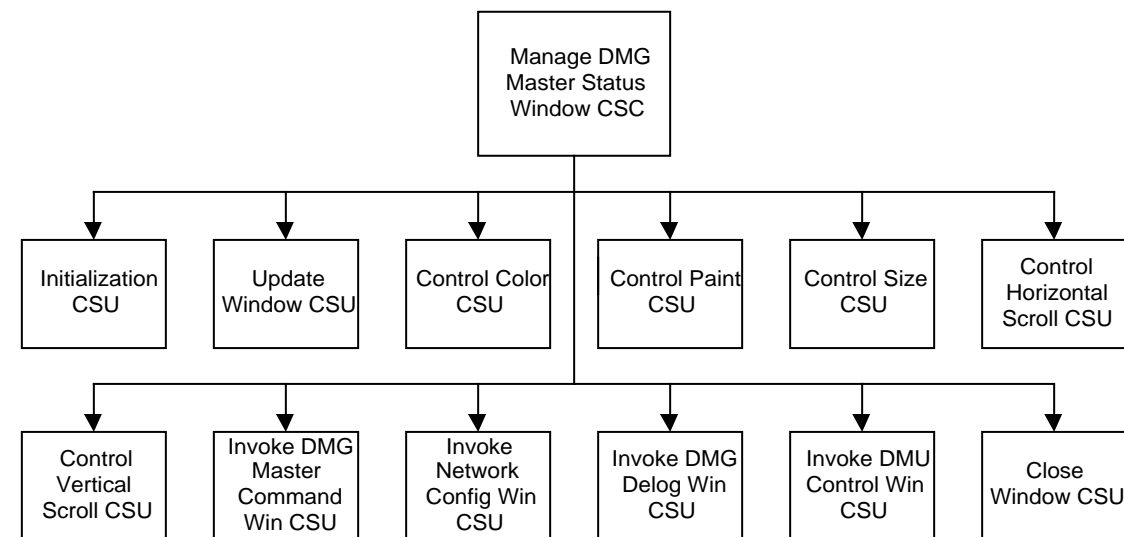 Manage DMG
Master Status
Window CSC
Initialization
CSU
Update
Window CSU
Control Color
CSU
Control Paint
CSU
Control Size
CSU
Control
Horizontal
Scroll CSU
Control
Vertical
Scroll CSU
Invoke DMG
Master
Command
Win CSU
Invoke
Network
Config Win
CSU
Invoke DMG
Delog Win
CSU
Invoke DMU
Control Win
CSU
Close
Window CSU